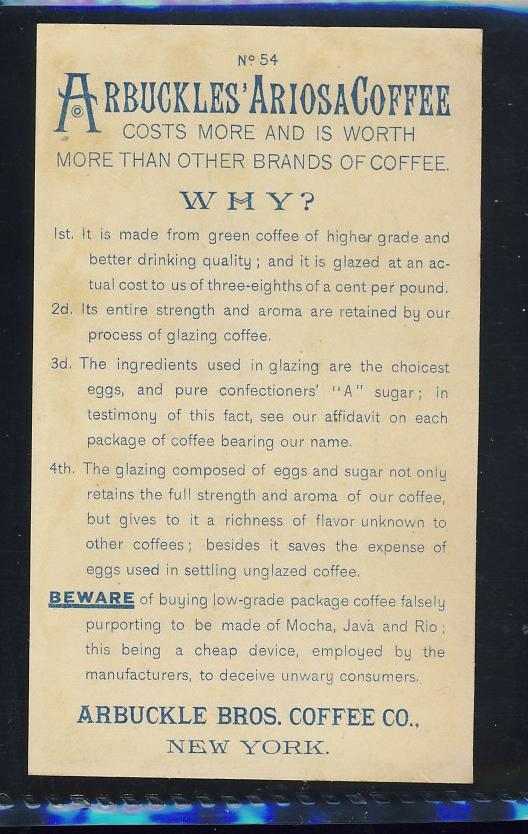 No 54
ARBUCKLES' ARIOSA COFFEE
COSTS MORE AND IS WORTH
MORE THAN OTHER BRANDS OF COFFEE.
WHY?
1st. It is made from green coffee of higher grade and
better drinking quality; and it is glazed at an ac-
tual cost to us of three-eighths of a cent per pound.
2d. Its entire strength and aroma are retained by our
process of glazing coffee.
3d. The ingredients used in glazing are the choicest
eggs, and pure confectioners' "A" sugar; in
testimony of this fact, see our affidavit on each
package of coffee bearing our name.
4th. The glazing composed of eggs and sugar not only
retains the full strength and aroma of our coffee,
but gives to it a richness of flavor unknown to
other coffees; besides it saves the expense of
eggs used in settling unglazed coffee.
BEWARE of buying low-grade package coffee falsely
purporting to be made of Mocha, Java and Rio;
this being a cheap device, employed by the
manufacturers, to deceive unwary consumers.
ARBUCKLE BROS. COFFEE CO.,
NEW YORK.